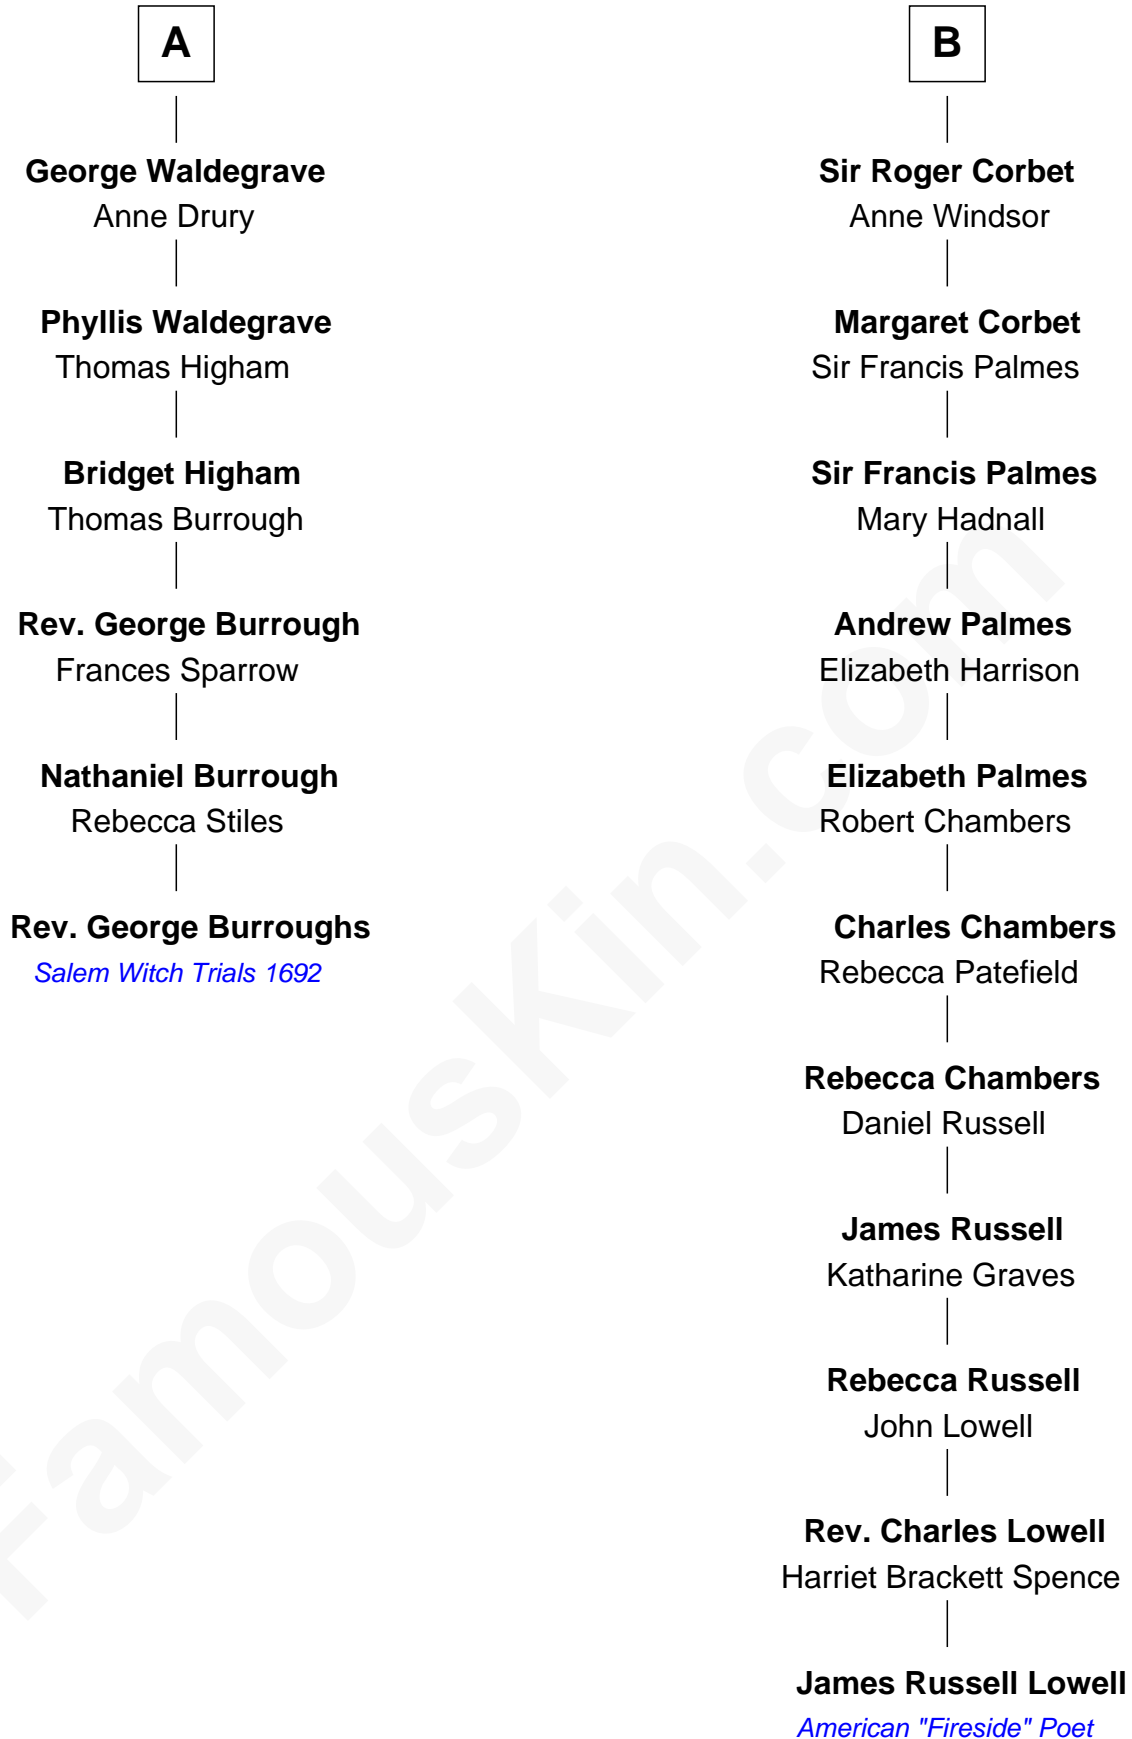 A
George Waldegrave
Anne Drury
Phyllis Waldegrave
Thomas Higham
Bridget Higham
Thomas Burrough
Rev. George Burrough
Frances Sparrow
Nathaniel Burrough
Rebecca Stiles
Rev. George Burroughs
Salem Witch Trials 1692
B
Sir Roger Corbet
Anne Windsor
Margaret Corbet
Sir Francis Palmes
Sir Francis Palmes
Mary Hadnall
Andrew Palmes
Elizabeth Harrison
Elizabeth Palmes
Robert Chambers
Charles Chambers
Rebecca Patefield
Rebecca Chambers
Daniel Russell
James Russell
Katharine Graves
Rebecca Russell
John Lowell
Rev. Charles Lowell
Harriet Brackett Spence
James Russell Lowell
American "Fireside" Poet
FamousKin.com